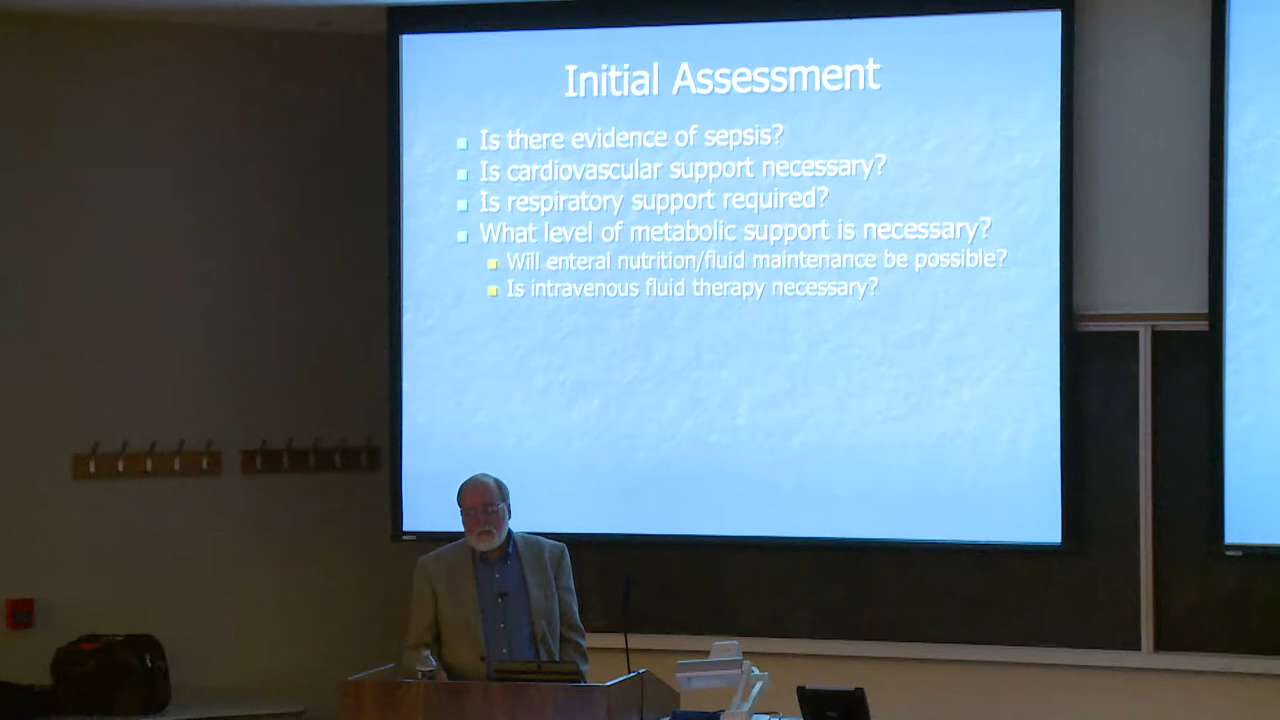 Initial Assessment
Is there evidence of sepsis?
Is cardiovascular support necessary?
Is respiratory support required?
What level of metabolic support is necessary?
Will enteral nutrition/fluid maintenance be possible?
Is intravenous fluid therapy necessary?